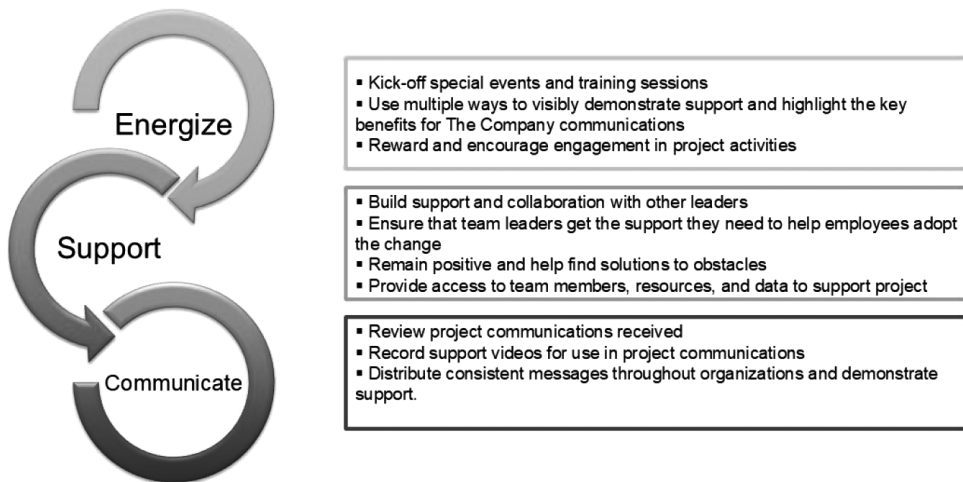 Energize
▪ Kick-off special events and training sessions
▪ Use multiple ways to visibly demonstrate support and highlight the key
benefits for The Company communications
▪ Reward and encourage engagement in project activities
Support
▪ Build support and collaboration with other leaders
▪ Ensure that team leaders get the support they need to help employees adopt
the change
▪ Remain positive and help find solutions to obstacles
▪ Provide access to team members, resources, and data to support project
Communicate
▪ Review project communications received
▪ Record support videos for use in project communications
▪ Distribute consistent messages throughout organizations and demonstrate
support.